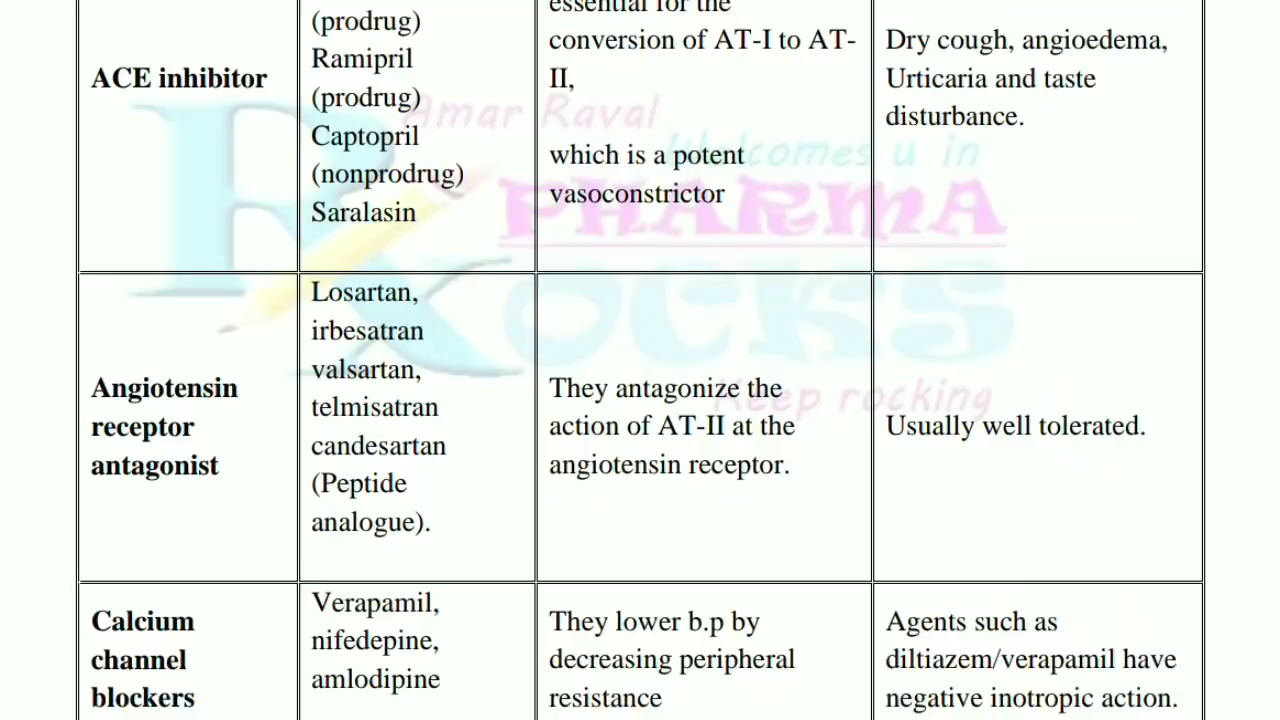 (prodrug)
Ramipril
(prodrug)
Captopril
(nonprodrug)
Saralasin
ACE inhibitor
essential for the
conversion of AT-I to AT-
II,
which is a potent
vasoconstrictor
Dry cough, angioedema,
Urticaria and taste
disturbance.
Angiotensin
receptor
antagonist
Losartan,
irbesatran
valsartan,
telmisatran
candesartan
(Peptide
analogue).
They antagonize the
action of AT-II at the
angiotensin receptor.
Usually well tolerated.
Calcium
channel
blockers
Verapamil,
nifedepine,
amlodipine
They lower b.p by
decreasing peripheral
resistance
Agents such as
diltiazem/verapamil have
negative inotropic action.
Amar Raval
Welcomes u in
PHARMA
ROCKS
Keep rocking